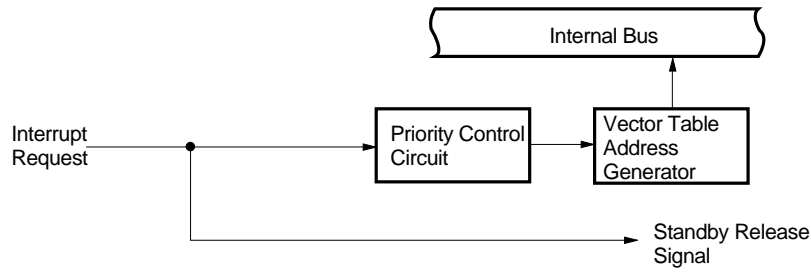 Internal Bus
Interrupt
Request
Priority Control
Circuit
Vector Table
Address
Generator
Standby Release
Signal